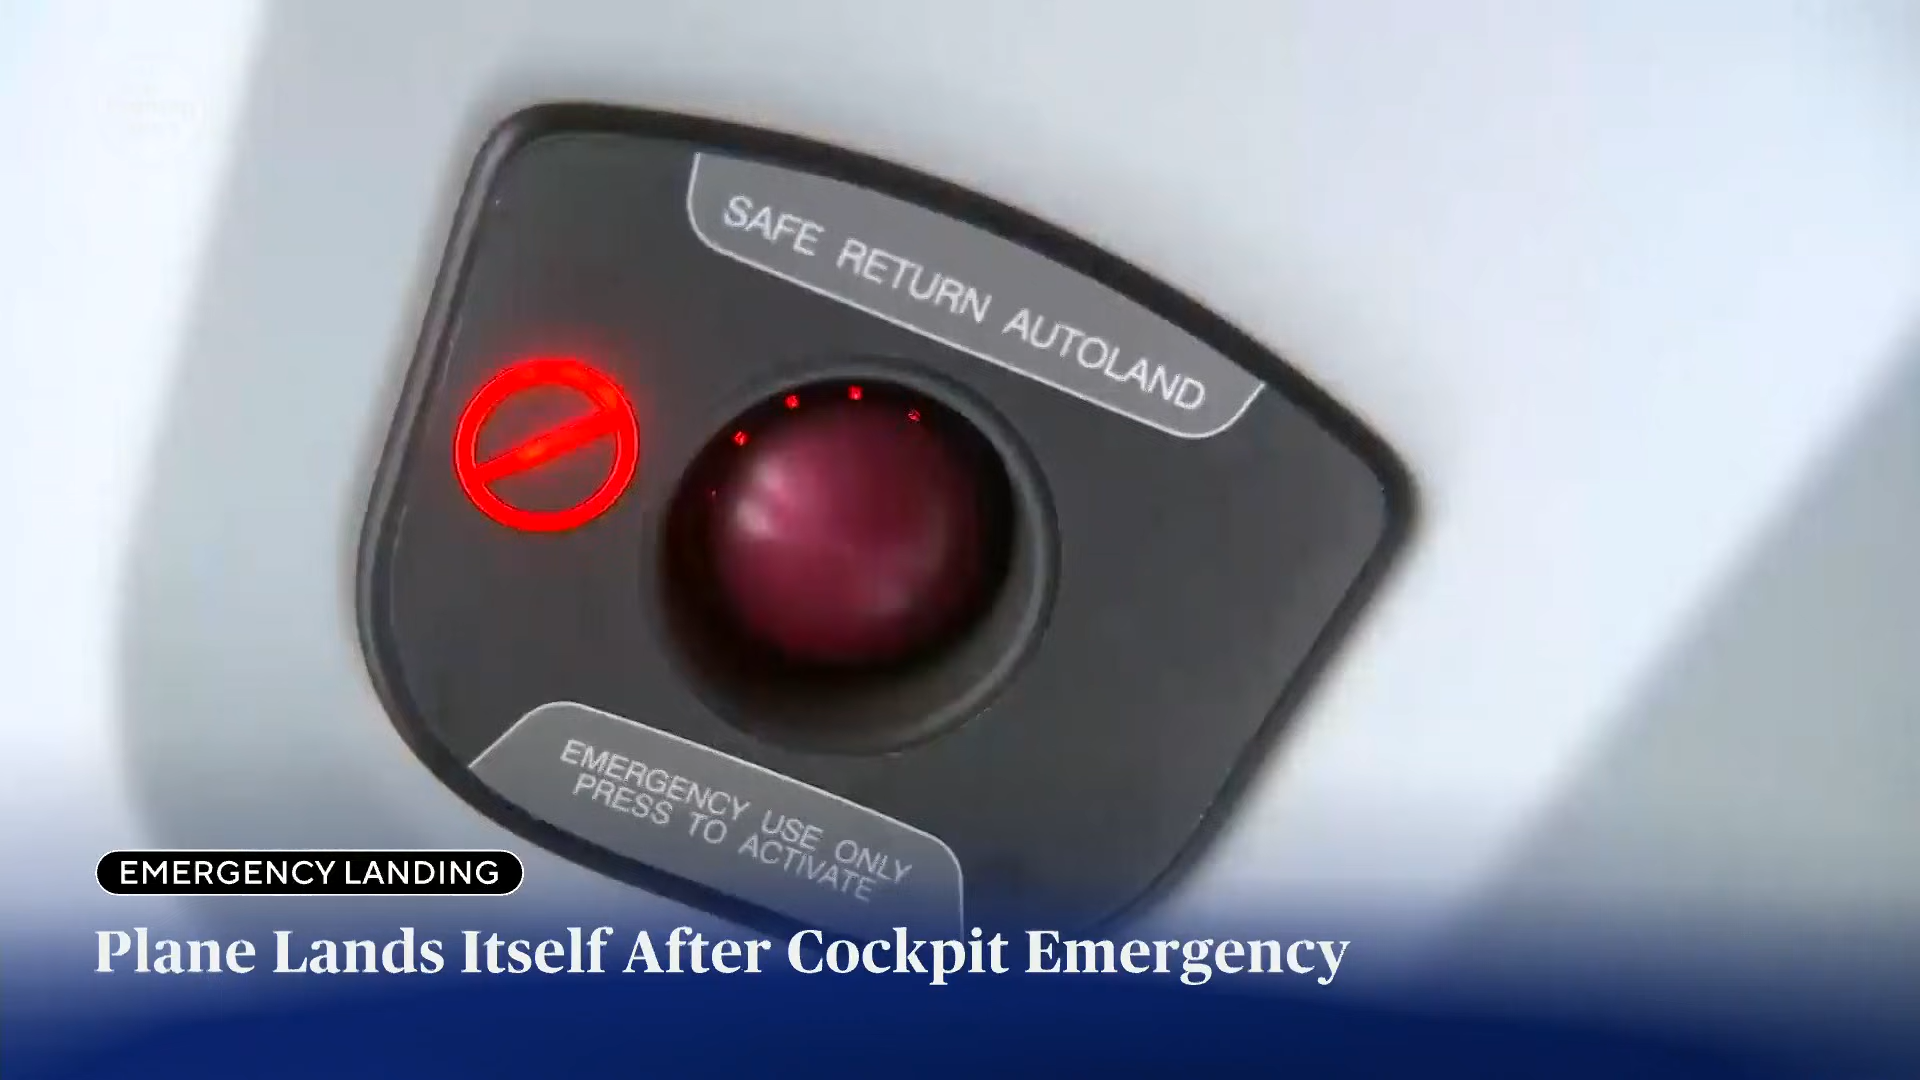 SAFE RETURN AUTOLAND
EMERGENCY USE ONLY
PRESS TO ACTIVATE
EMERGENCY LANDING
Plane Lands Itself After Cockpit Emergency